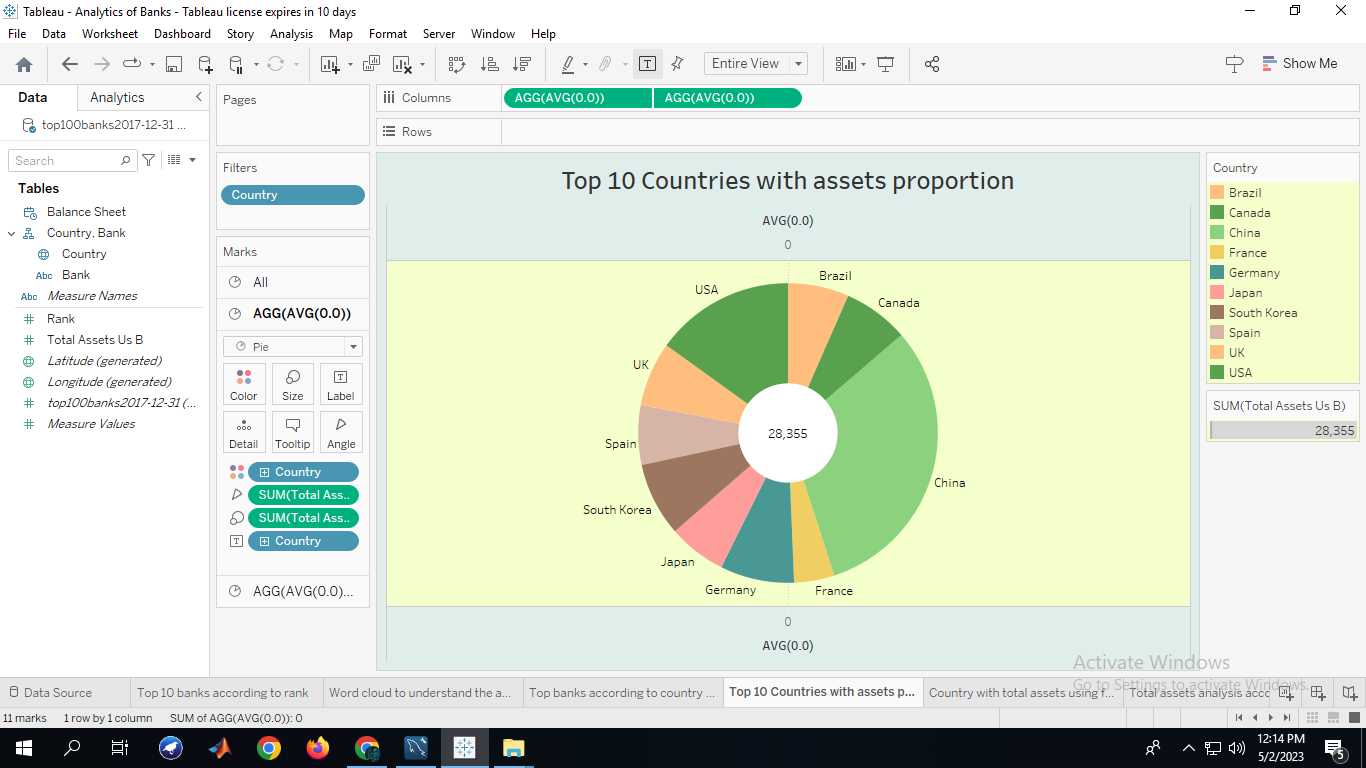 Tableau - Analytics of Banks - Tableau license expires in 10 days
File Data Worksheet Dashboard Story Analysis Map Format Server Window Help
Entire View
Show Me
Data Analytics
top100banks2017-12-31 ...
Search
Tables
Balance Sheet
Country, Bank
Country
Abc Bank
Abc Measure Names
Rank
Total Assets Us B
Latitude (generated)
Longitude (generated)
top100banks2017-12-31 (...
Measure Values
Pages
Filters
Country
Marks
All
AGG(AVG(0.0))
Pie
Color Size Label
Detail Tooltip Angle
Country
SUM(Total Ass..
SUM(Total Ass..
Country
AGG(AVG(0.0)...
Columns AGG(AVG(0.0)) AGG(AVG(0.0))
Rows
Top 10 Countries with assets proportion
AVG(0.0)
0
Brazil
USA
Canada
UK
28,355
Spain
China
South Korea
Japan
Germany
France
0
AVG(0.0)
Country
Brazil
Canada
China
France
Germany
Japan
South Korea
Spain
UK
USA
SUM(Total Assets Us B)
28,355
Activate Windows
Go to Settings to activate Windows.
Data Source Top 10 banks according to rank Word cloud to understand the a... Top banks according to country ... Top 10 Countries with assets p... Country with total assets using f... Total assets analysis acco
11 marks 1 row by 1 column SUM of AGG(AVG(0.0)): 0
12:14 PM
5/2/2023
5